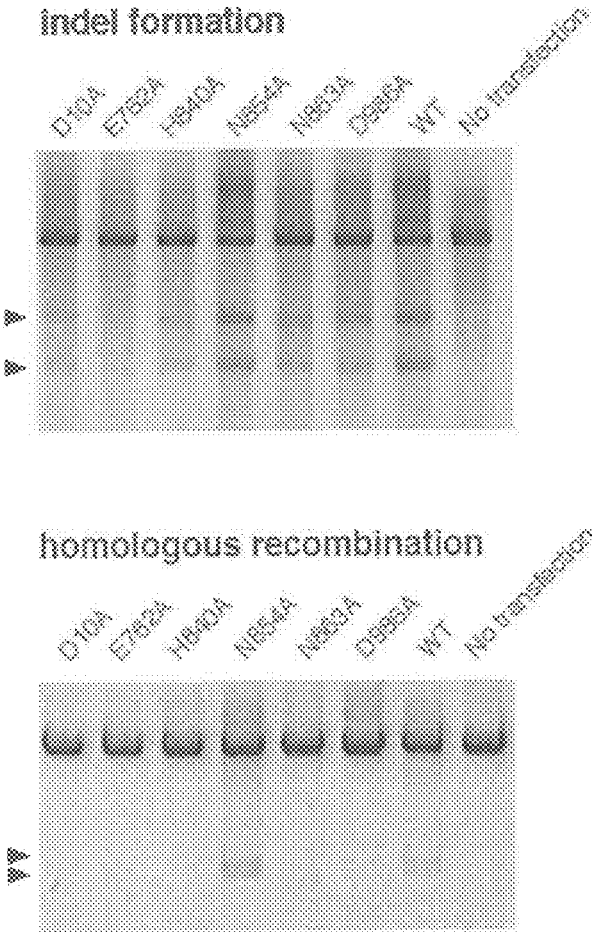 indel formation
D10A E762A H840A N854A N863A D986A WT No transfection
homologous recombination
D10A E762A H840A N854A N863A D986A WT No transfection